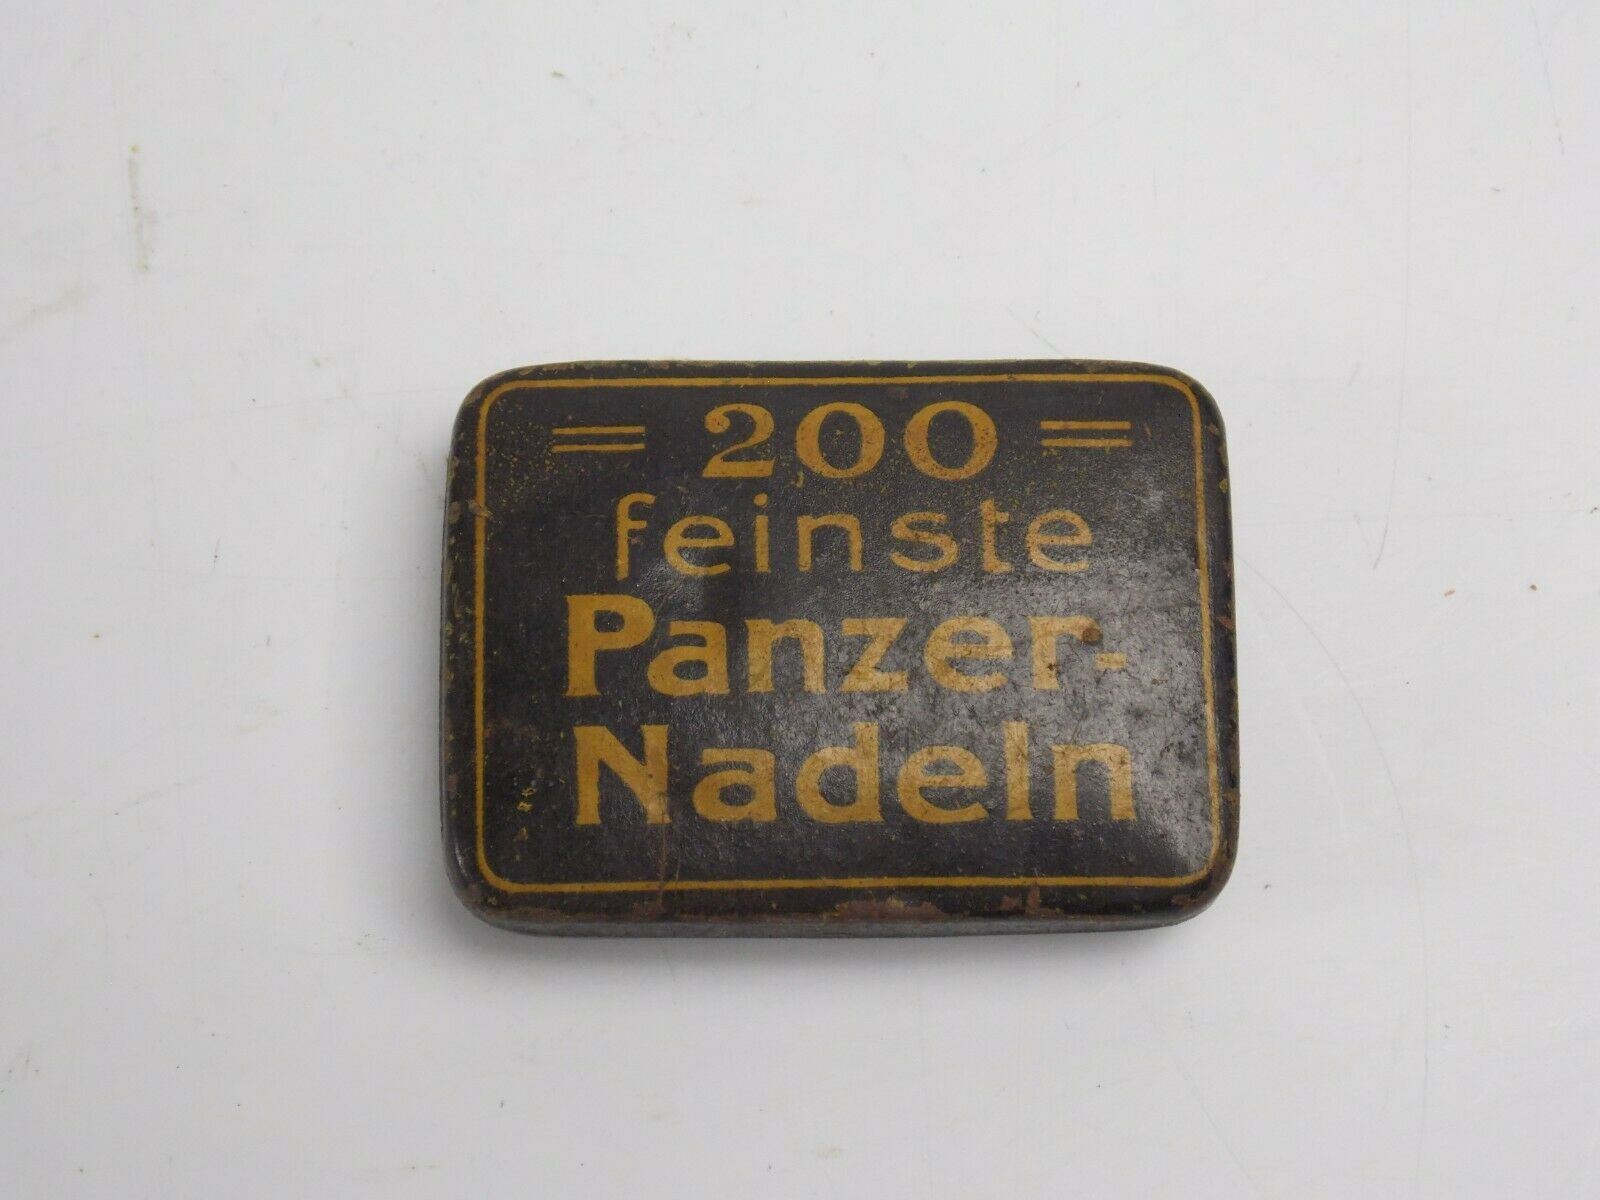 = 200 =
feinste
Panzer-
Nadeln